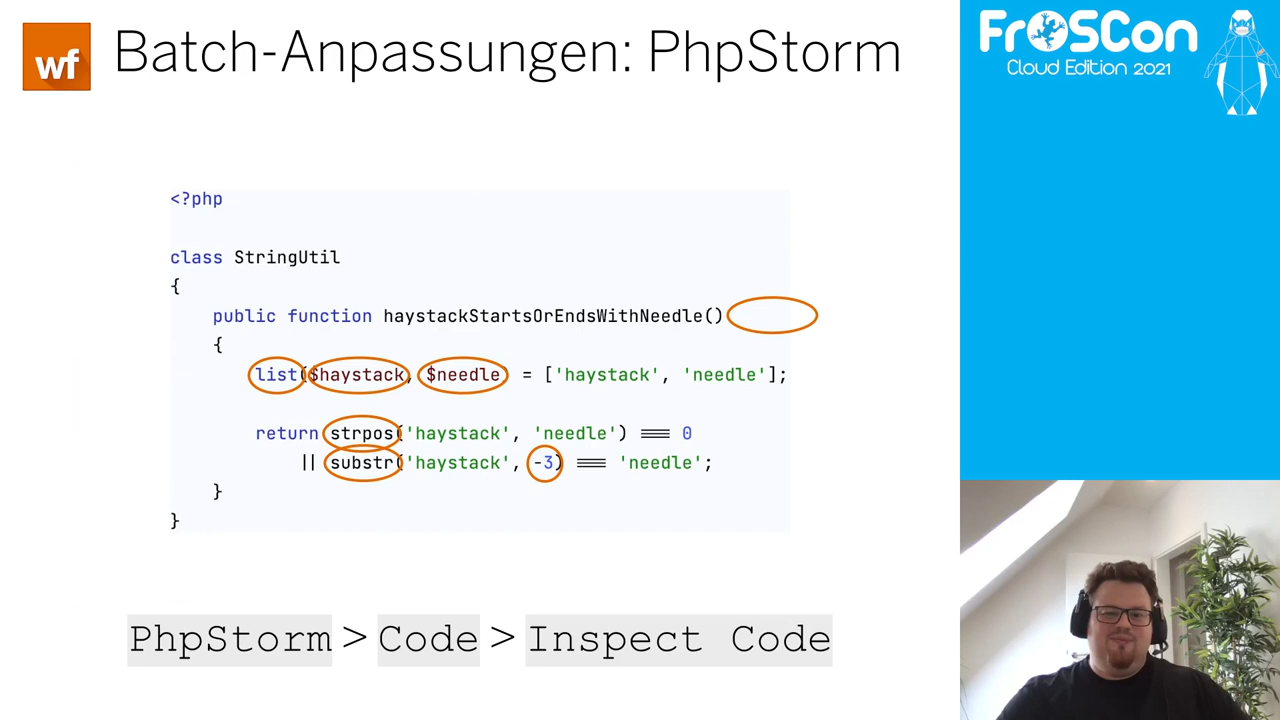 wf
Batch-Anpassungen: PhpStorm
FrOSCon
Cloud Edition 2021
<?php
class StringUtil
{
public function haystackStartsOrEndsWithNeedle()
{
list($haystack, $needle) = ['haystack', 'needle'];
return strpos('haystack', 'needle') === 0
|| substr('haystack', -3) === 'needle';
}
}
PhpStorm > Code > Inspect Code